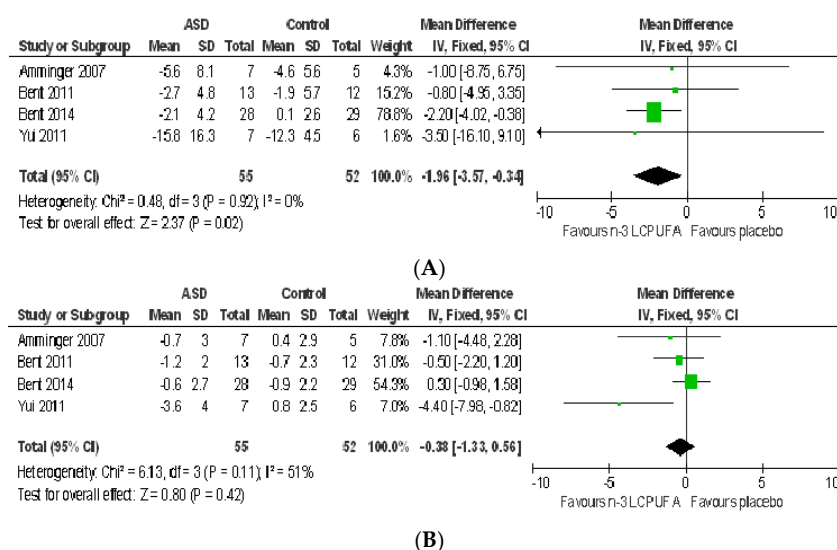 ASD Control Mean Difference Mean Difference
Study or Subgroup Mean SD Total Mean SD Total Weight IV, Fixed, 95% CI IV, Fixed, 95% CI
Amminger 2007 -5.6 8.1 7 -4.6 5.6 5 4.3% -1.00 [-8.75, 6.75]
Bent 2011 -2.7 4.8 13 -1.9 5.7 12 15.2% -0.80 [-4.95, 3.35]
Bent 2014 -2.1 4.2 28 0.1 2.6 29 78.8% -2.20 [-4.02, -0.38]
Yui 2011 -15.8 16.3 7 -12.3 4.5 6 1.6% -3.50 [-16.10, 9.10]
Total (95% CI) 55 52 100.0% -1.96 [-3.57, -0.34]
Heterogeneity: Chi² = 0.48, df = 3 (P = 0.92); I² = 0%
Test for overall effect: Z = 2.37 (P = 0.02)
-10 -5 0 5 10
Favours n-3 LCPUFA Favours placebo
(A)
ASD Control Mean Difference Mean Difference
Study or Subgroup Mean SD Total Mean SD Total Weight IV, Fixed, 95% CI IV, Fixed, 95% CI
Amminger 2007 -0.7 3 7 0.4 2.9 5 7.8% -1.10 [-4.48, 2.28]
Bent 2011 -1.2 2 13 -0.7 2.3 12 31.0% -0.50 [-2.20, 1.20]
Bent 2014 -0.6 2.7 28 -0.9 2.2 29 54.3% 0.30 [-0.98, 1.58]
Yui 2011 -3.6 4 7 0.8 2.5 6 7.0% -4.40 [-7.98, -0.82]
Total (95% CI) 55 52 100.0% -0.38 [-1.33, 0.56]
Heterogeneity: Chi² = 6.13, df = 3 (P = 0.11); I² = 51%
Test for overall effect: Z = 0.80 (P = 0.42)
-10 -5 0 5 10
Favours n-3 LCPUFA Favours placebo
(B)